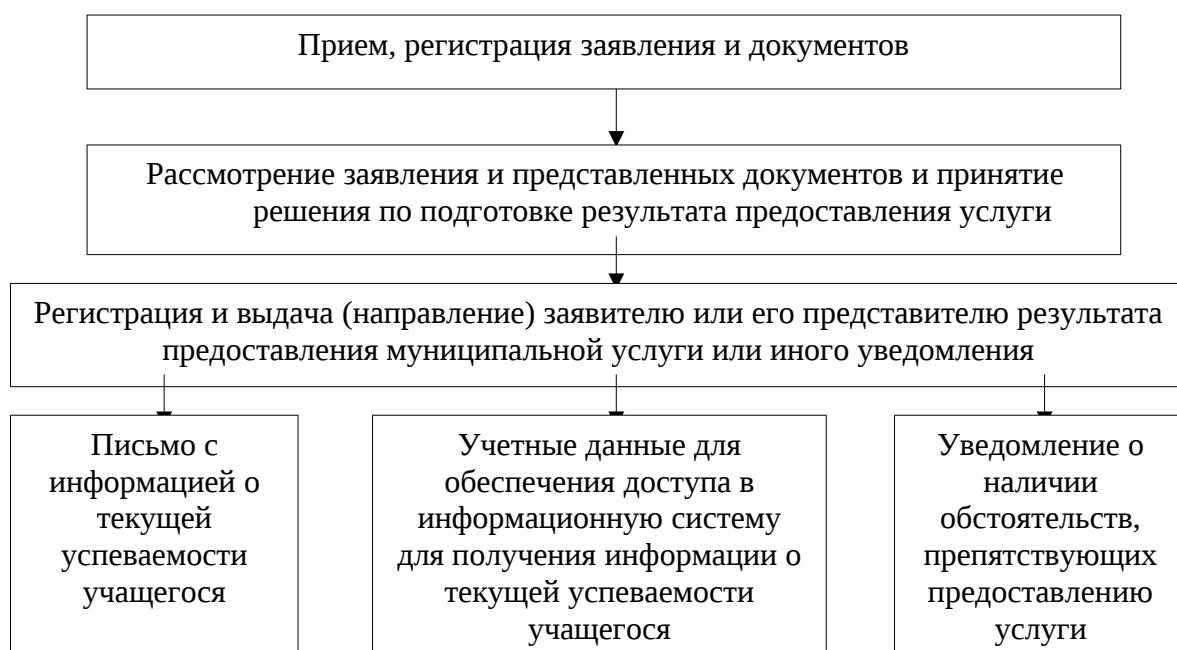 Прием, регистрация заявления и документов
Рассмотрение заявления и представленных документов и принятие
решения по подготовке результата предоставления услуги
Регистрация и выдача (направление) заявителю или его представителю результата
предоставления муниципальной услуги или иного уведомления
Письмо с
информацией о
текущей
успеваемости
учащегося
Учетные данные для
обеспечения доступа в
информационную систему
для получения информации о
текущей успеваемости
учащегося
Уведомление о
наличии
обстоятельств,
препятствующих
предоставлению
услуги